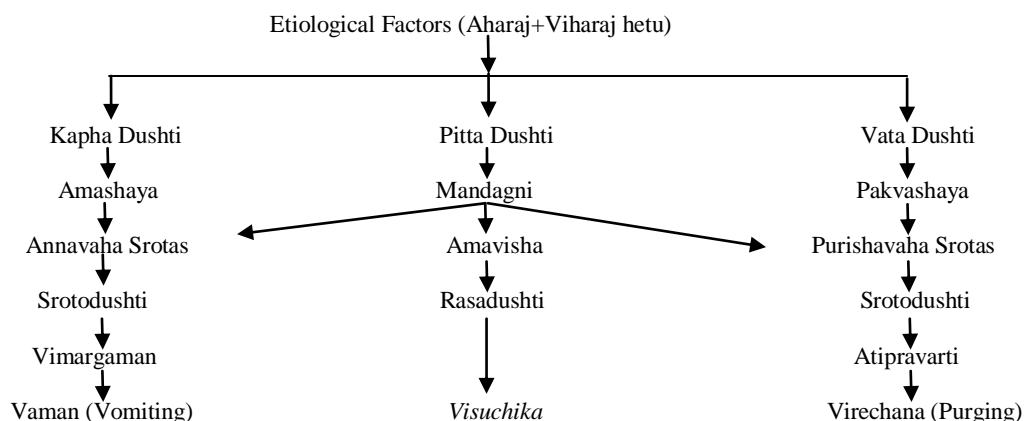 Etiological Factors (Aharaj+Viharaj hetu)
Kapha Dushti Pitta Dushti Vata Dushti
Amashaya Mandagni Pakvashaya
Annavaha Srotas Amavisha Purishavaha Srotas
Srotodushti Rasadushti Srotodushti
Vimargaman Atipravarti
Vaman (Vomiting) Visuchika Virechana (Purging)